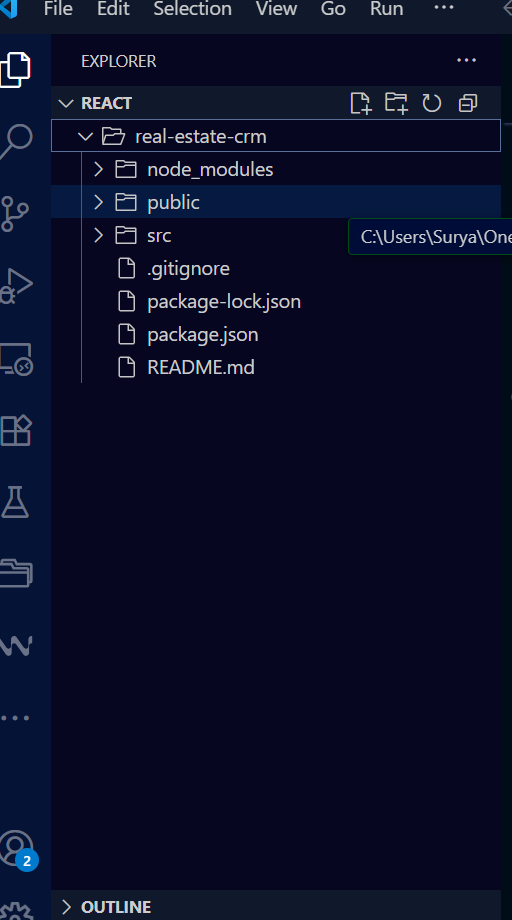 File Edit Selection View Go Run ...
EXPLORER
REACT
real-estate-crm
node_modules
public
src
C:\Users\Surya\One
.gitignore
package-lock.json
package.json
README.md
2
OUTLINE